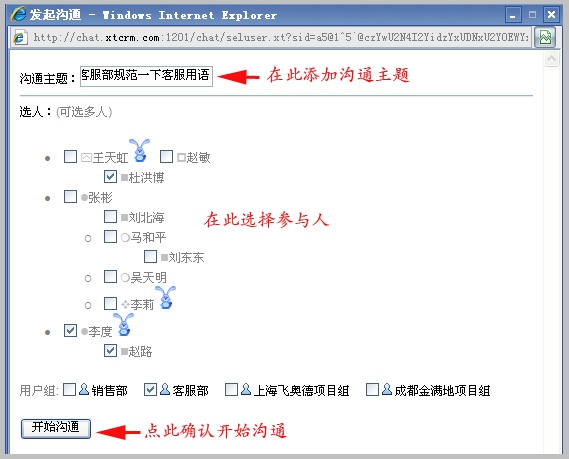 发起沟通 - Windows Internet Explorer
http://chat.xtcrm.com:1201/chat/seluser.xt?sid=a5@1^5˙@czYwU2N4I2YidzYxUDNxU2YOEWY:
沟通主题：客服部规范一下客服用语 在此添加沟通主题
选人：(可选多人)
王天虹 赵敏
杜洪博
张彬
刘北海
在此选择参与人
马和平
刘东东
吴天明
李莉
李度
赵路
用户组: 销售部 客服部 上海飞奥德项目组 成都金满地项目组
开始沟通 点此确认开始沟通